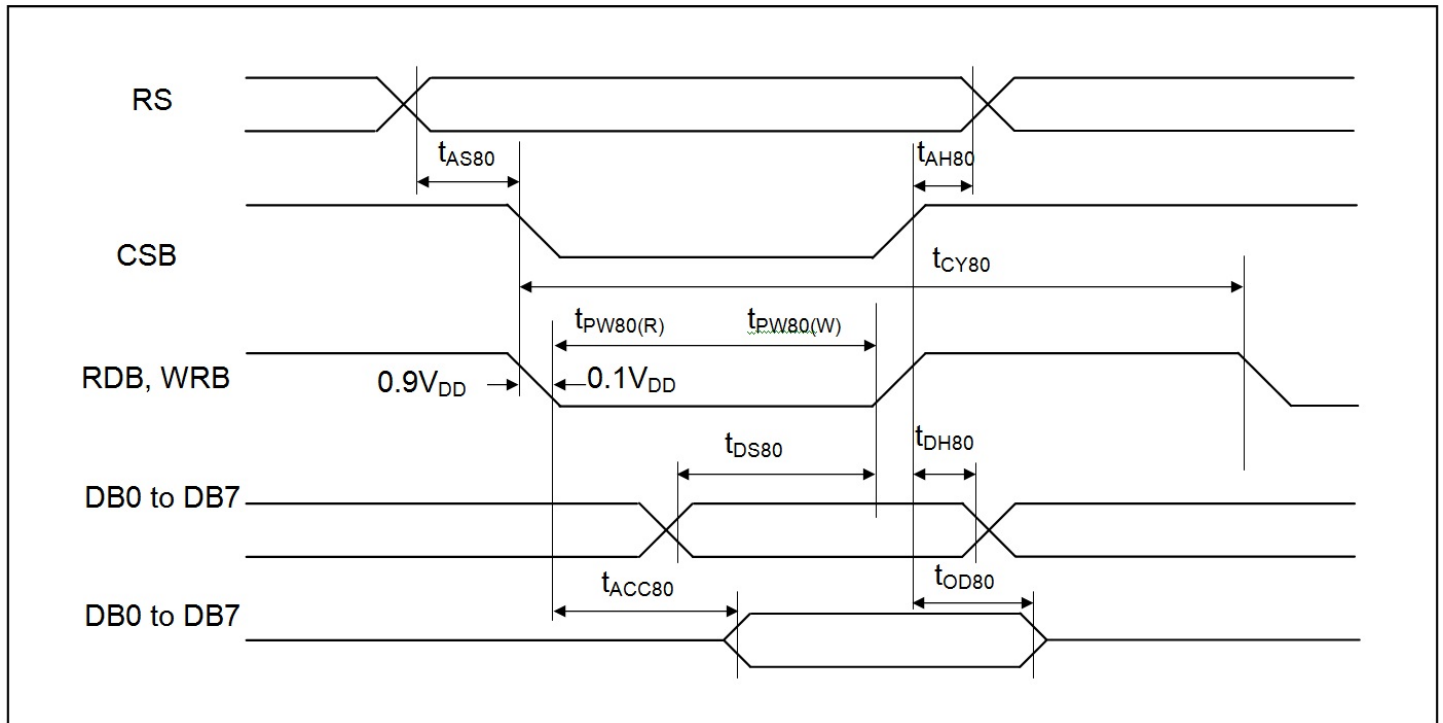 RS
tAS80
tAH80
CSB
tCY80
tPW80(R) tPW80(W)
RDB, WRB
0.9VDD
0.1VDD
tDS80
tDH80
DB0 to DB7
tACC80
tOD80
DB0 to DB7